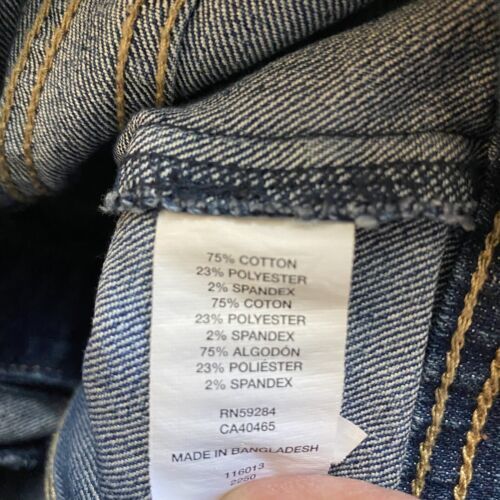 75% COTTON
23% POLYESTER
2% SPANDEX
75% COTON
23% POLYESTER
2% SPANDEX
75% ALGODÓN
23% POLIÉSTER
2% SPANDEX
RN59284
CA40465
MADE IN BANGLADESH
116013
2250